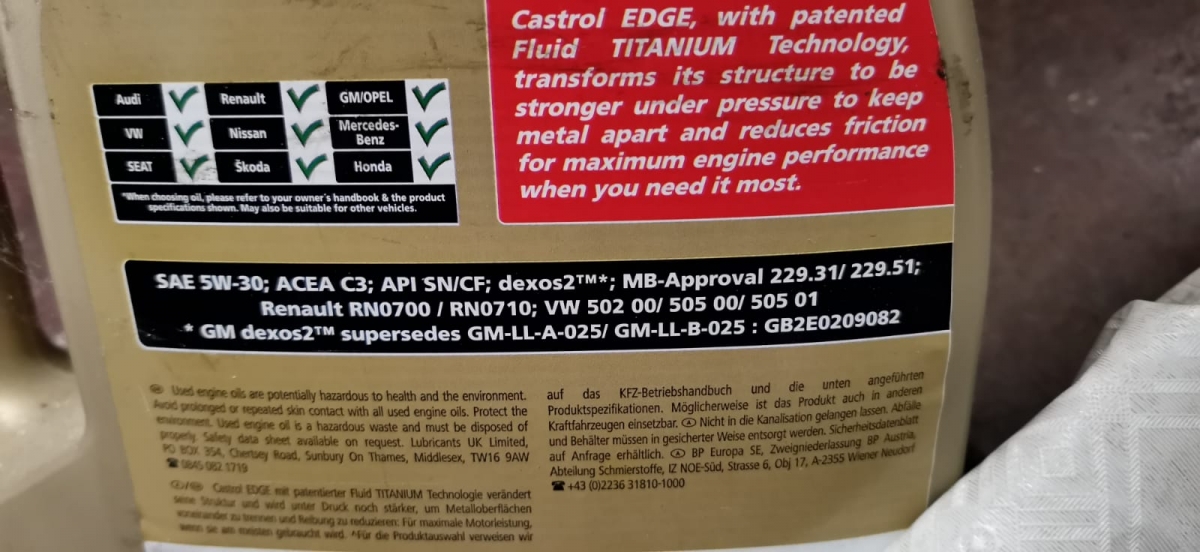 Castrol EDGE, with patented
Fluid TITANIUM Technology,
transforms its structure to be
stronger under pressure to keep
metal apart and reduces friction
for maximum engine performance
when you need it most.
Audi Renault GM/OPEL
VW Nissan Mercedes-
Benz
SEAT Škoda Honda
*When choosing oil, please refer to your owner's handbook & the product
specifications shown. May also be suitable for other vehicles.
SAE 5W-30; ACEA C3; API SN/CF; dexos2™*; MB-Approval 229.31/ 229.51;
Renault RN0700 / RN0710; VW 502 00/ 505 00/ 505 01
* GM dexos2™ supersedes GM-LL-A-025/ GM-LL-B-025 : GB2E0209082
Used engine oils are potentially hazardous to health and the environment.
Avoid prolonged or repeated skin contact with all used engine oils. Protect the
environment. Used engine oil is a hazardous waste and must be disposed of
properly. Safety data sheet available on request. Lubricants UK Limited,
PO BOX 354, Chertsey Road, Sunbury On Thames, Middlesex, TW16 9AW
☎ 0845 082 1719
Castrol EDGE mit patentierter Fluid TITANIUM Technologie verändert
seine Struktur und wird unter Druck noch stärker, um Metalloberflächen
voneinander zu trennen und Reibung zu reduzieren: Für maximale Motorleistung,
wenn sie am meisten gebraucht wird. *Für die Produktauswahl verweisen wir
auf das KFZ-Betriebshandbuch und die unten angeführten
Produktspezifikationen. Möglicherweise ist das Produkt auch in anderen
Kraftfahrzeugen einsetzbar. Ⓐ Nicht in die Kanalisation gelangen lassen. Abfälle
und Behälter müssen in gesicherter Weise entsorgt werden. Sicherheitsdatenblatt
auf Anfrage erhältlich. Ⓐ BP Europa SE, Zweigniederlassung BP Austria,
Abteilung Schmierstoffe, IZ NOE-Süd, Strasse 6, Obj 17, A-2355 Wiener Neudorf
☎ +43 (0)2236 31810-1000